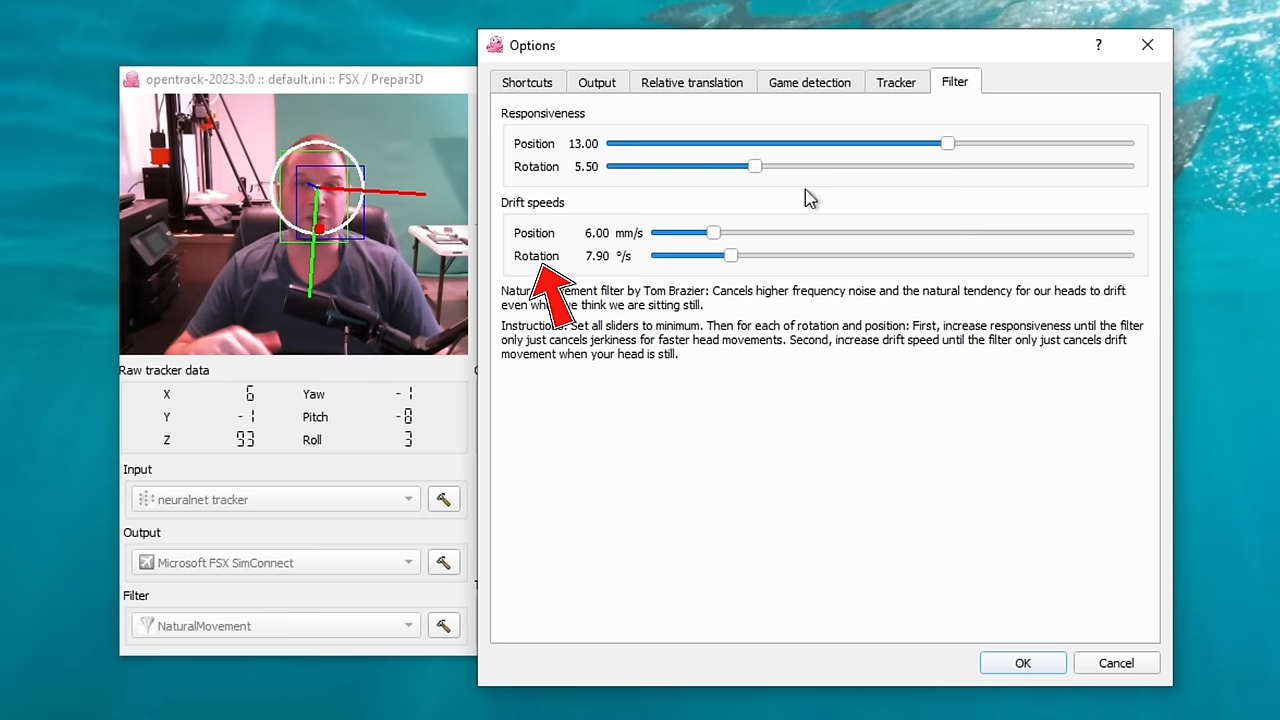 opentrack-2023.3.0 :: default.ini :: FSX / Prepar3D
Raw tracker data
X 6 Yaw -1
Y -1 Pitch -8
Z 93 Roll 3
Input
neuralnet tracker
Output
Microsoft FSX SimConnect
Filter
NaturalMovement
Options
?
Shortcuts Output Relative translation Game detection Tracker Filter
Responsiveness
Position 13.00
Rotation 5.50
Drift speeds
Position 6.00 mm/s
Rotation 7.90 °/s
filter by Tom Brazier: Cancels higher frequency noise and the natural tendency for our heads to drift
even think we are sitting still.
Set all sliders to minimum. Then for each of rotation and position: First, increase responsiveness until the filter
only just cancels jerkiness for faster head movements. Second, increase drift speed until the filter only just cancels drift
movement when your head is still.
OK Cancel